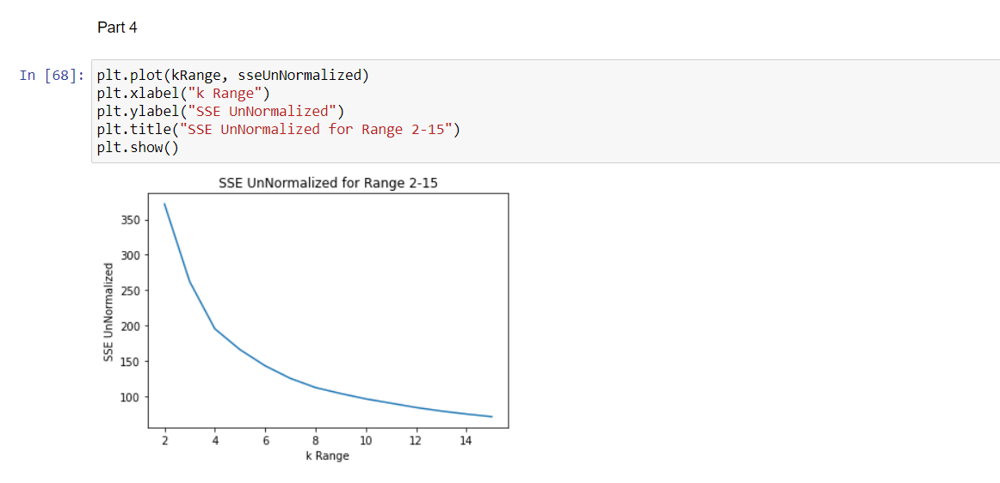 Part 4
In [68]:
plt.plot(kRange, sseUnNormalized)
plt.xlabel("k Range")
plt.ylabel("SSE UnNormalized")
plt.title("SSE UnNormalized for Range 2-15")
plt.show()
SSE UnNormalized for Range 2-15
SSE UnNormalized
350
300
250
200
150
100
2 4 6 8 10 12 14
k Range